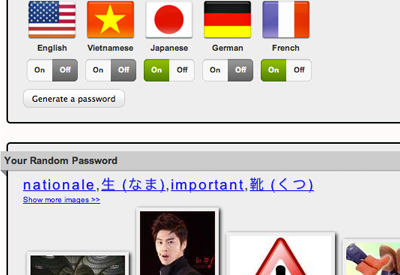 English Vietnamese Japanese German French
On Off On Off On Off On Off On Off
Generate a password
Your Random Password
nationale,生 (なま),important,靴 (くつ)
Show more images >>